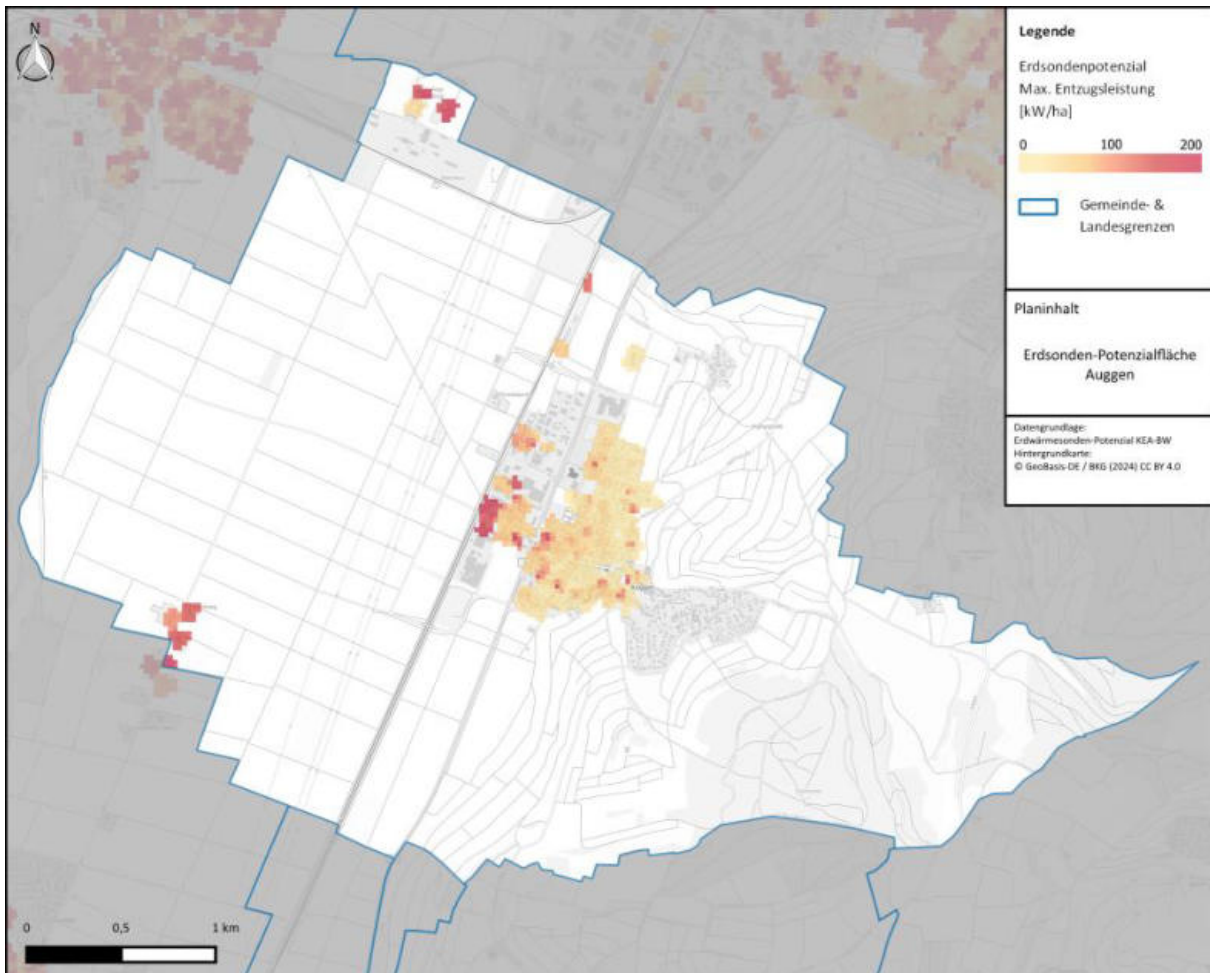 N
Legende
Erdsondenpotenzial
Max. Entzugsleistung
[kW/ha]
0 100 200
Gemeinde- &
Landesgrenzen
Planinhalt
Erdsonden-Potenzialfläche
Auggen
Datengrundlage:
Erdwärmesonden-Potenzial KEA-BW
Hintergrundkarte:
© GeoBasis-DE / BKG (2024) CC BY 4.0
0 0,5 1 km